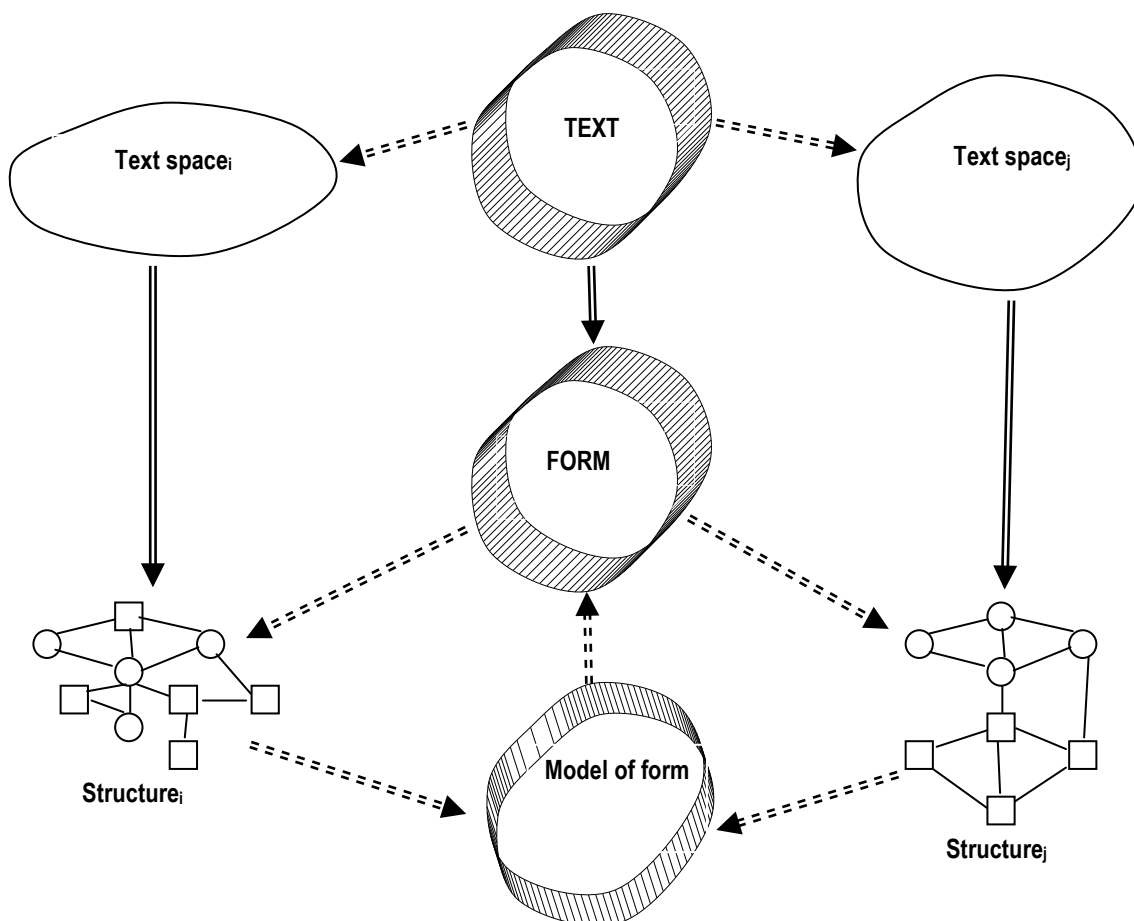 TEXT
Text spaceᵢ
Text spaceⱼ
FORM
Model of form
Structureᵢ
Structureⱼ